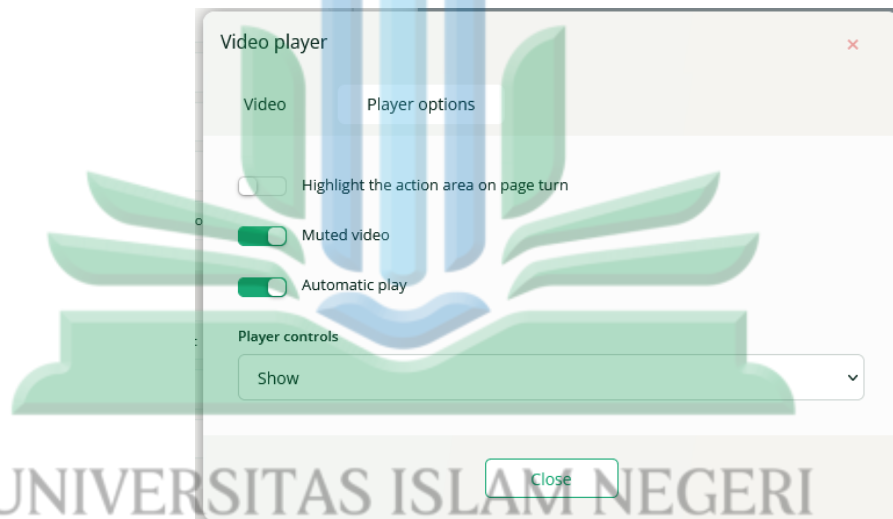 Video player
Video Player options
Highlight the action area on page turn
Muted video
Automatic play
Player controls
Show
Close
UNIVERSITAS ISLAM NEGERI